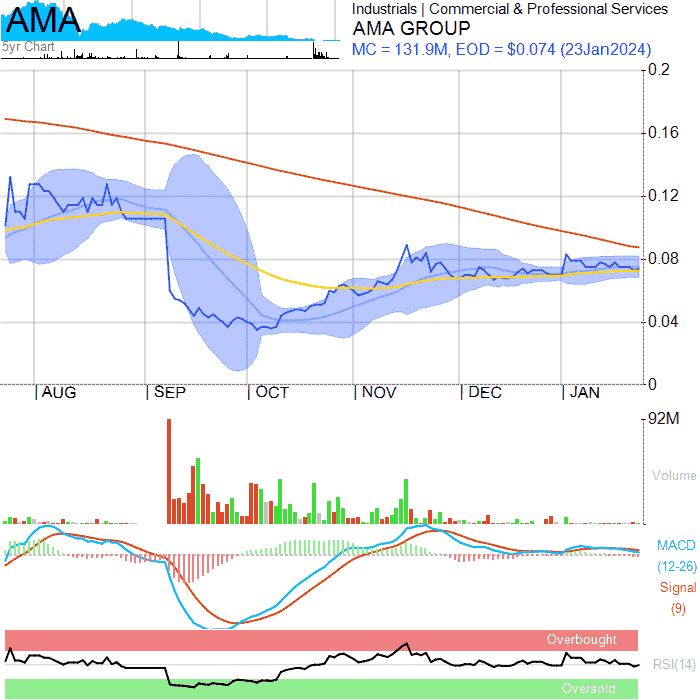 AMA
5yr Chart
Industrials | Commercial & Professional Services
AMA GROUP
MC = 131.9M, EOD = $0.074 (23Jan2024)
0.2
0.16
0.12
0.08
0.04
0
| AUG | SEP | OCT | NOV | DEC | JAN
92M
Volume
MACD
(12-26)
Signal
(9)
Overbought
RSI(14)
Oversold